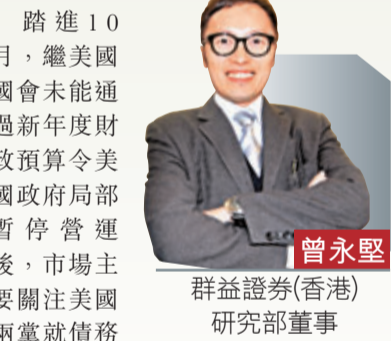 踏進10
月，繼美國
國會未能通
過新年度財
政預算令美
國政府局部
暫停營運
後，市場主
要關注美國
兩黨就債務
曾永堅
群益證券(香港)
研究部董事